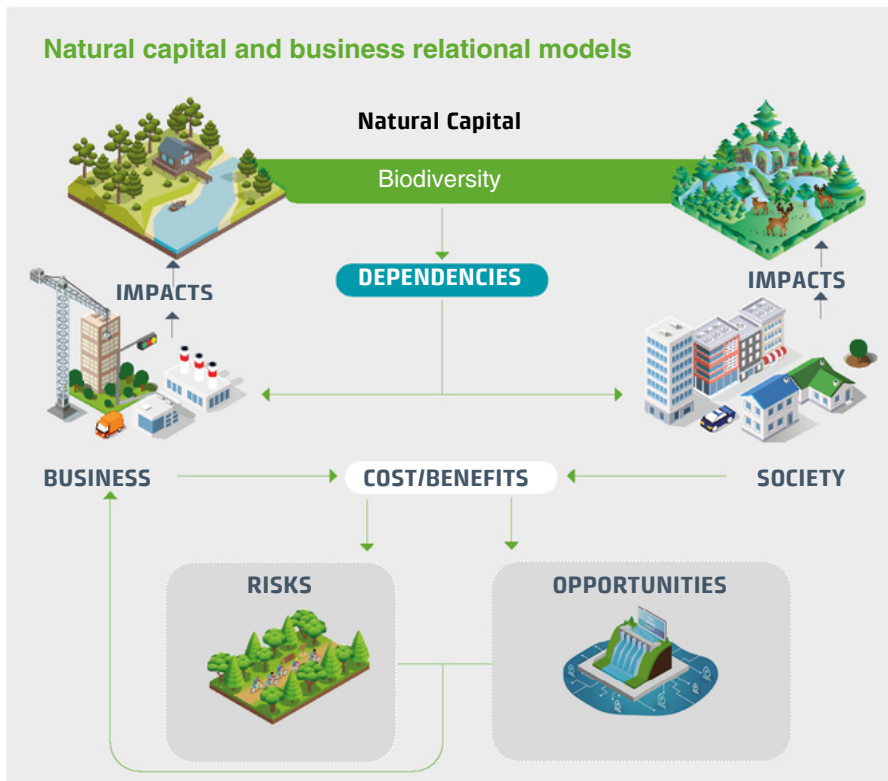 Natural capital and business relational models
Natural Capital
Biodiversity
DEPENDENCIES
IMPACTS
IMPACTS
BUSINESS
COST/BENEFITS
SOCIETY
RISKS
OPPORTUNITIES